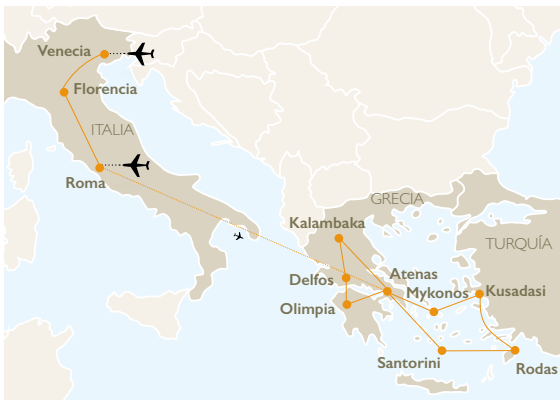 Venecia
Florencia
ITALIA
Roma
GRECIA
Kalambaka
TURQUÍA
Delfos
Atenas
Mykonos
Kusadasi
Olimpia
Santorini
Rodas